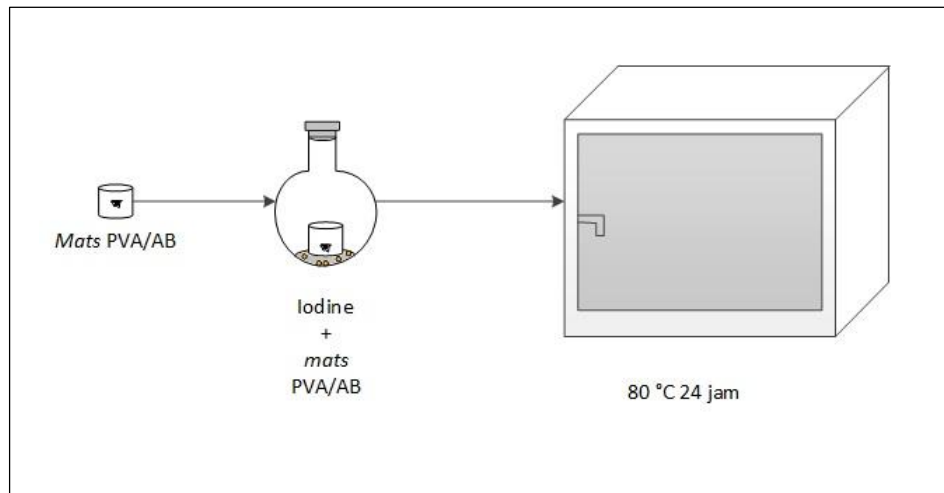 Mats PVA/AB
Iodine
+
mats
PVA/AB
80 °C 24 jam